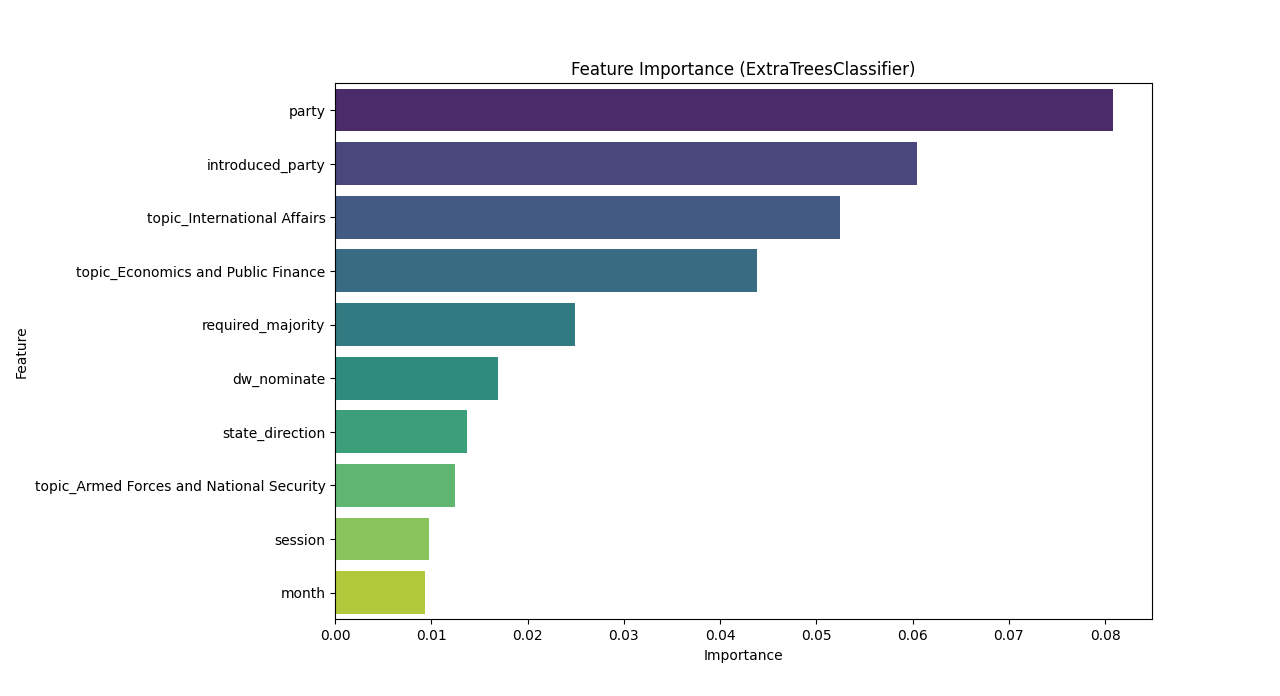 Feature Importance (ExtraTreesClassifier)
party
introduced_party
topic_International Affairs
topic_Economics and Public Finance
required_majority
dw_nominate
state_direction
topic_Armed Forces and National Security
session
month
Feature
0.00 0.01 0.02 0.03 0.04 0.05 0.06 0.07 0.08
Importance